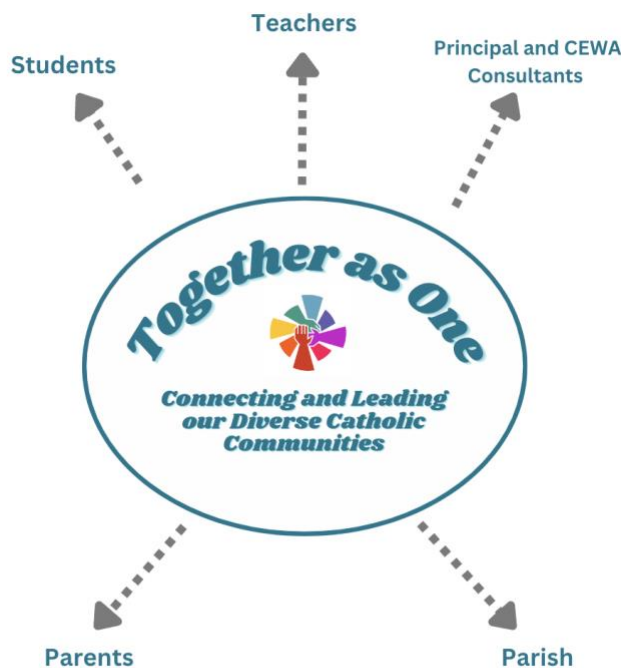 Teachers
Students
Principal and CEWA
Consultants
Together as One
Connecting and Leading
our Diverse Catholic
Communities
Parents
Parish